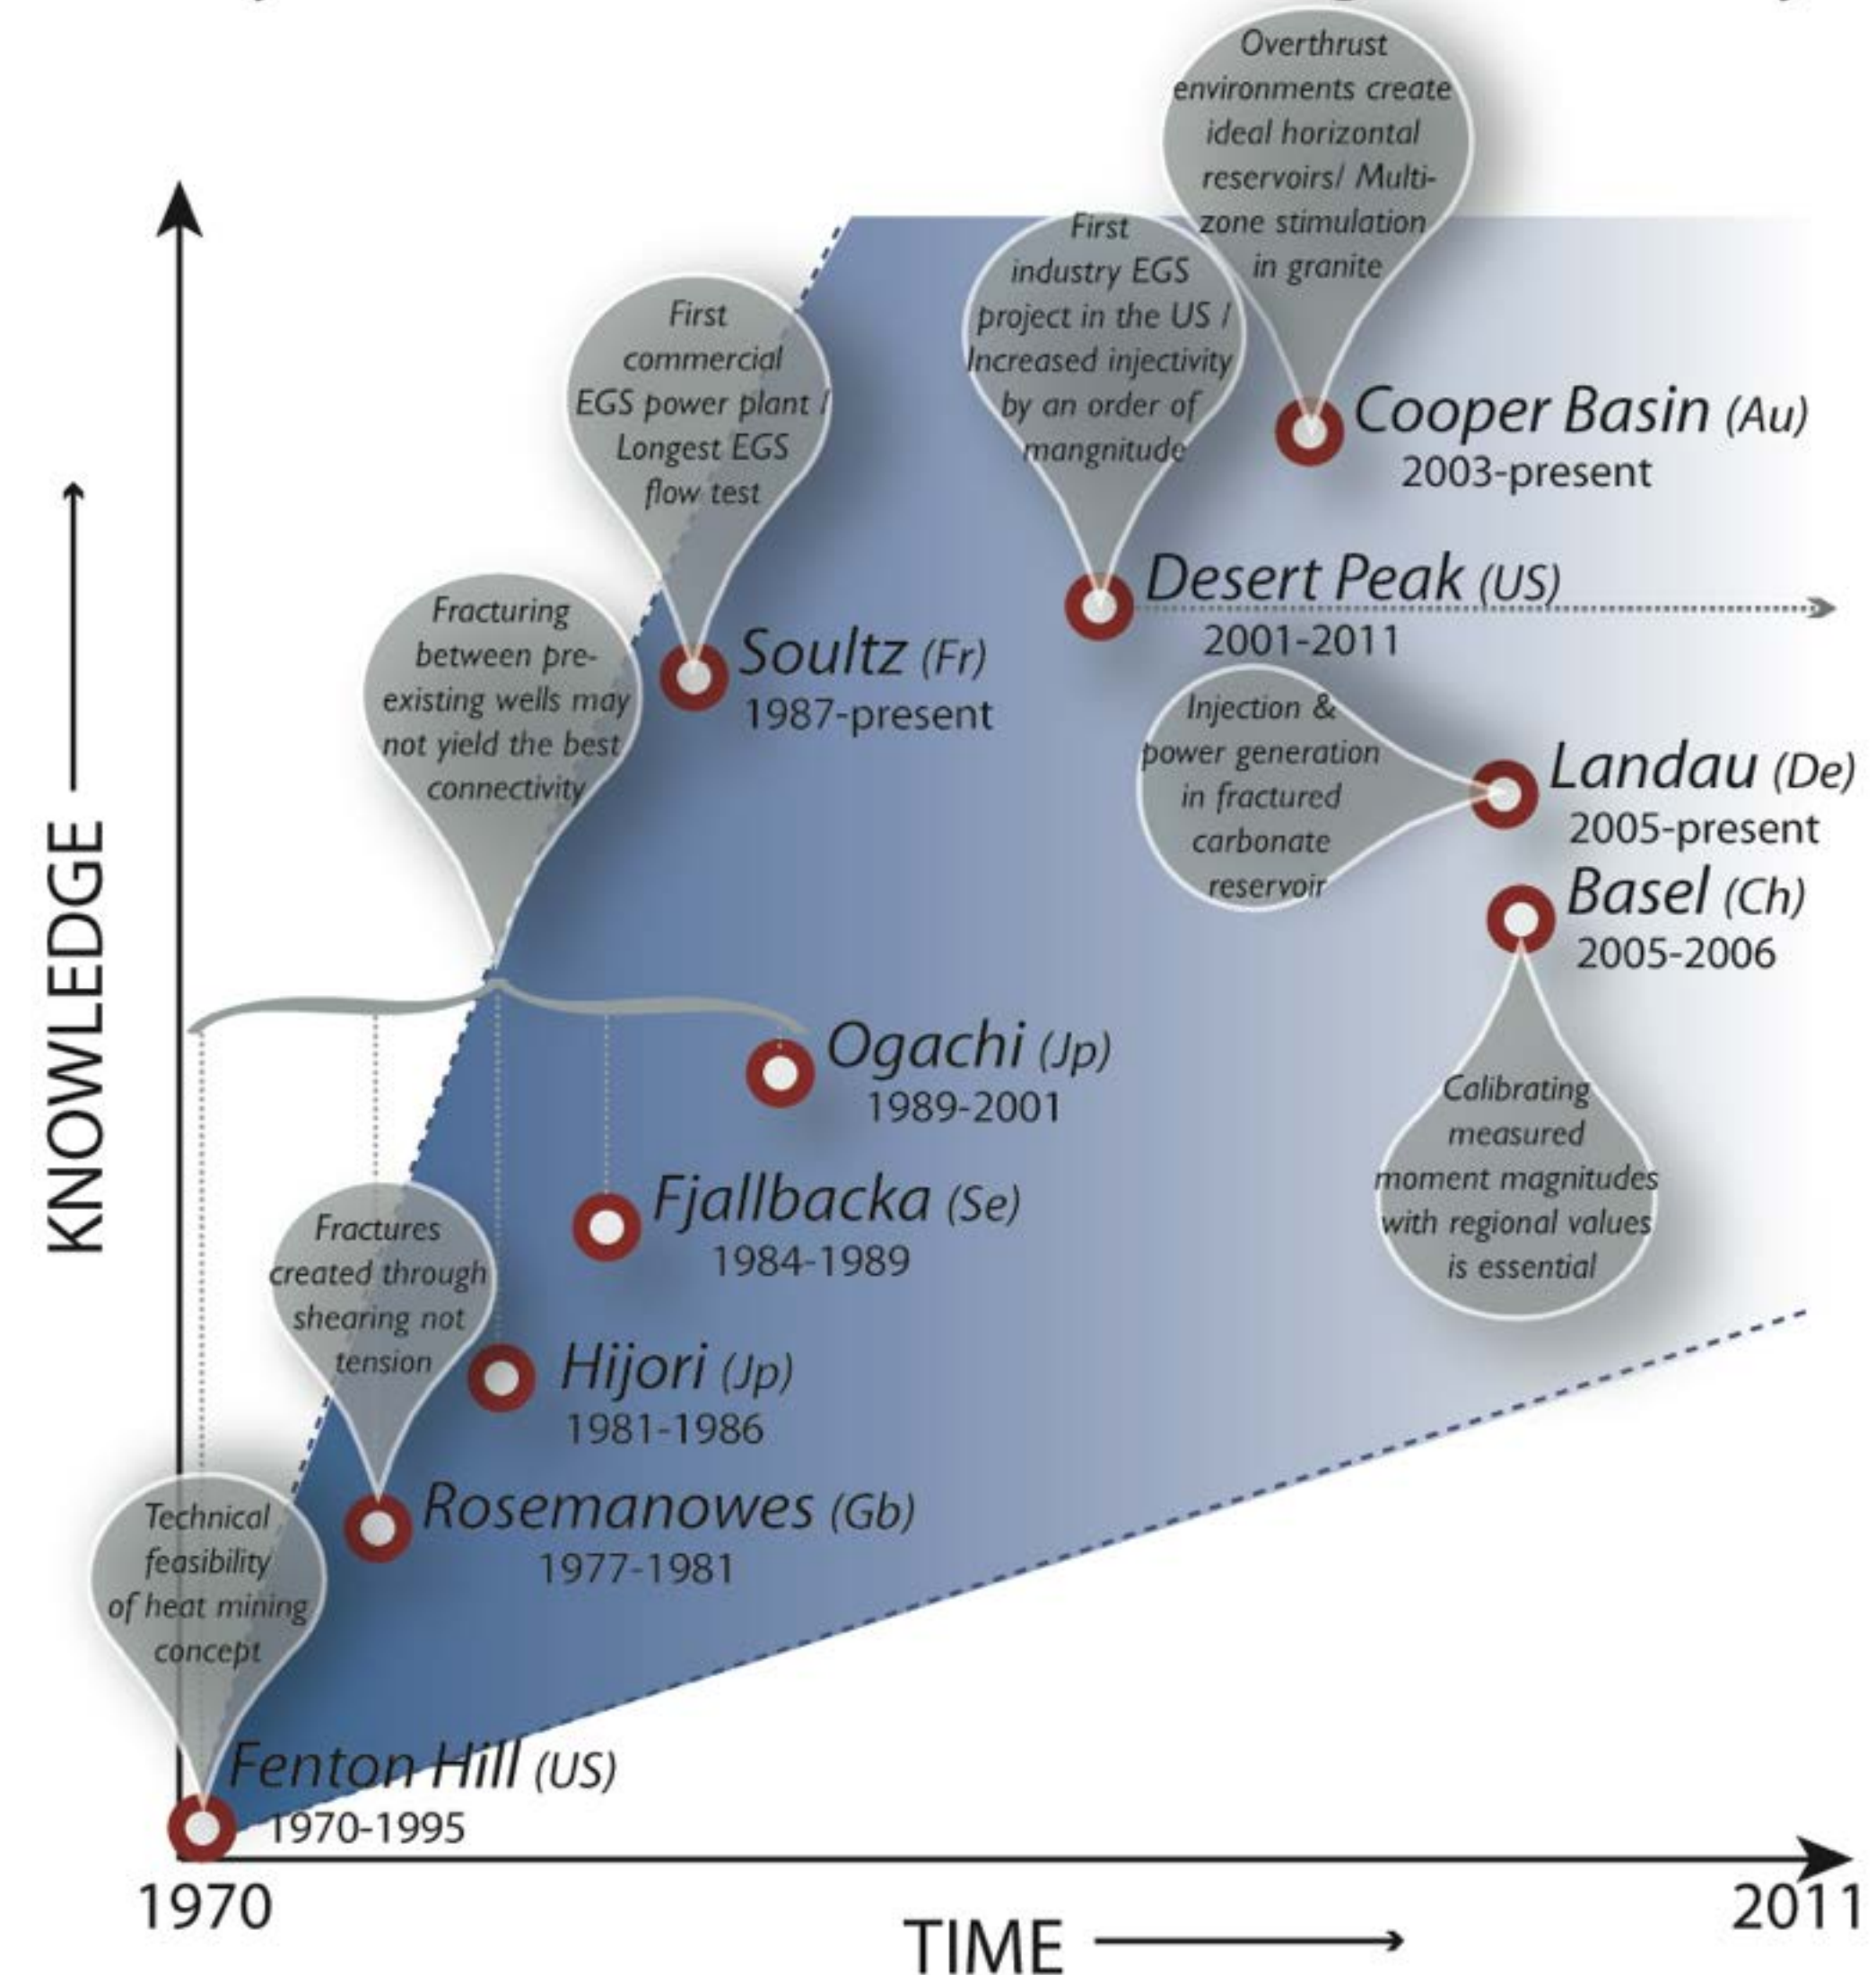 Overthrust
environments create
ideal horizontal
reservoirs/ Multi-
zone stimulation
in granite
First
industry EGS
project in the US /
Increased injectivity
by an order of
mangnitude
First
commercial
EGS power plant /
Longest EGS
flow test
Cooper Basin (Au)
2003-present
Desert Peak (US)
2001-2011
Fracturing
between pre-
existing wells may
not yield the best
connectivity
Soultz (Fr)
1987-present
Injection &
power generation
in fractured
carbonate
reservoir
Landau (De)
2005-present
Basel (Ch)
2005-2006
KNOWLEDGE
Ogachi (Jp)
1989-2001
Calibrating
measured
moment magnitudes
with regional values
is essential
Fjallbacka (Se)
1984-1989
Fractures
created through
shearing not
tension
Hijori (Jp)
1981-1986
Rosemanowes (Gb)
1977-1981
Technical
feasibility
of heat mining
concept
Fenton Hill (US)
1970-1995
1970
2011
TIME